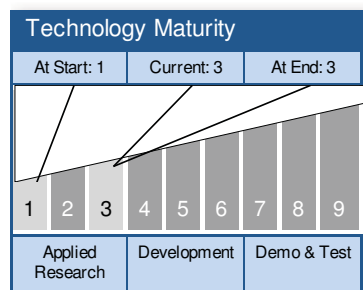 Technology Maturity
At Start: 1 Current: 3 At End: 3
1 2 3 4 5 6 7 8 9
Applied Development Demo & Test
Research